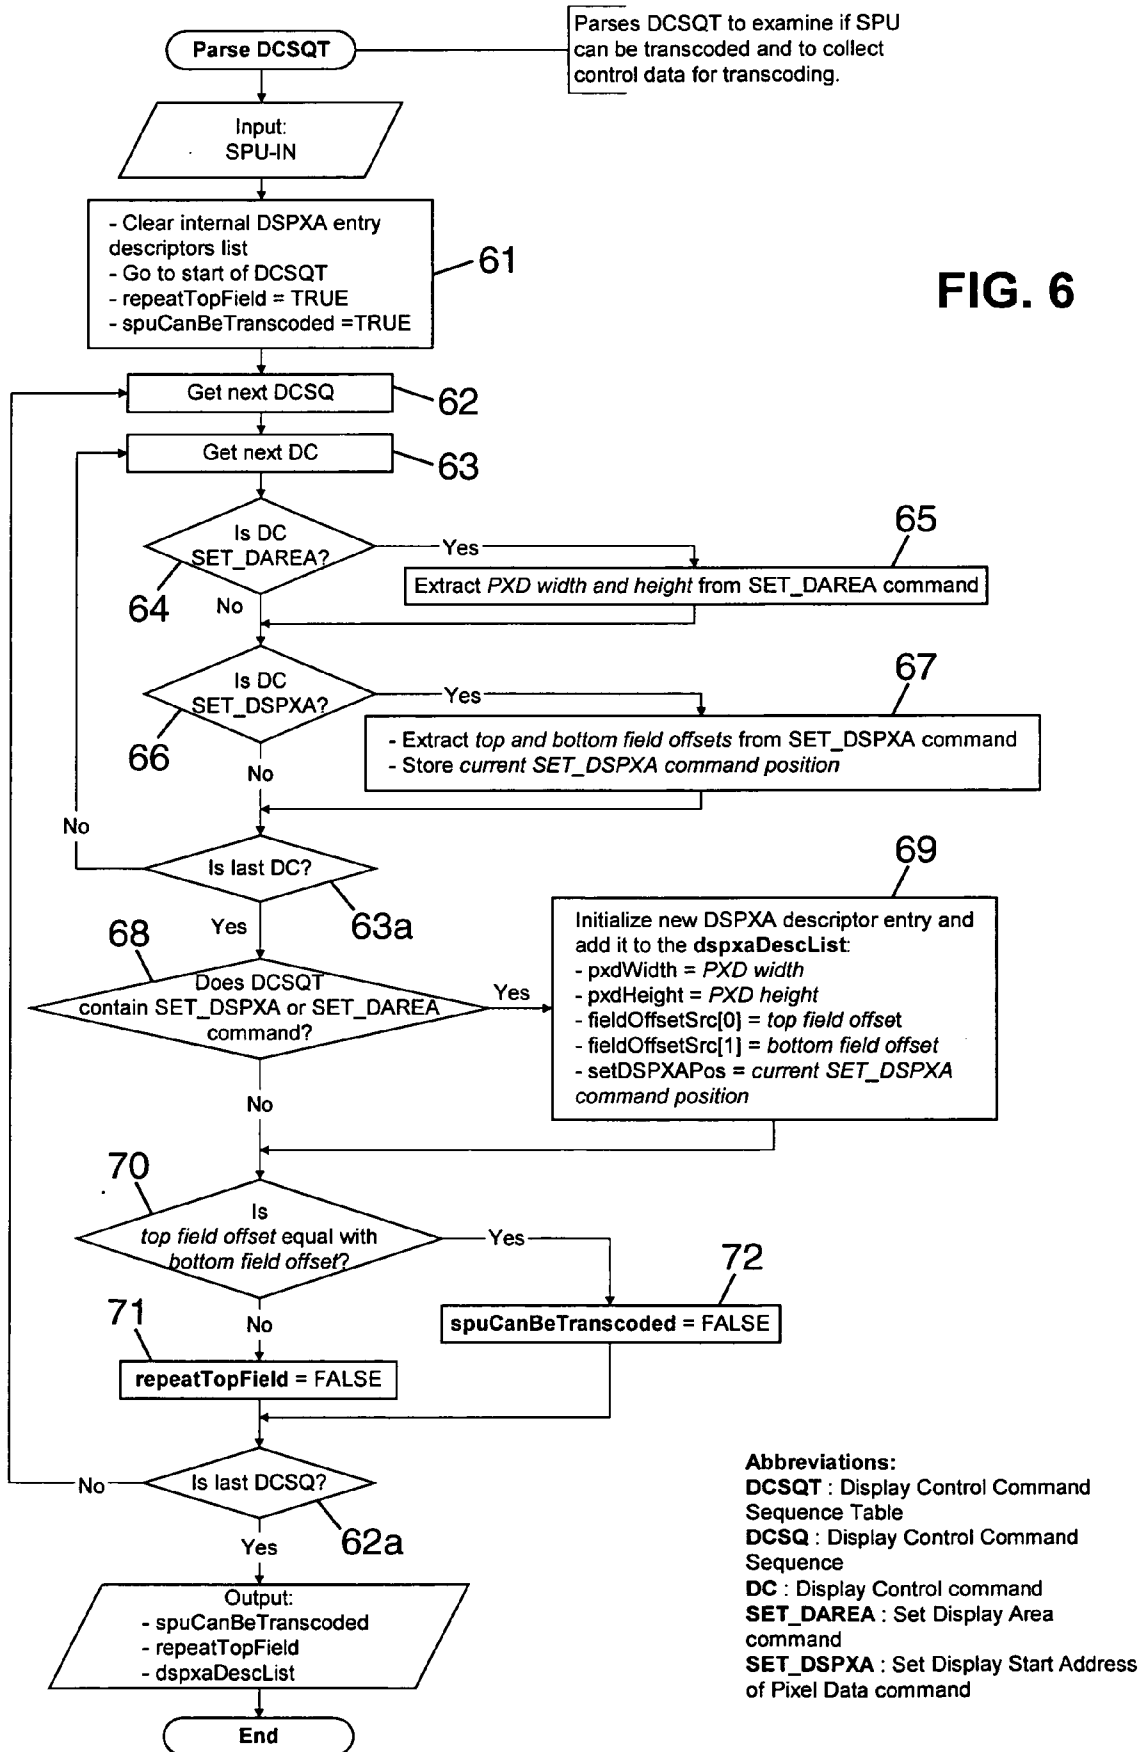 Parse DCSQT
Parses DCSQT to examine if SPU
can be transcoded and to collect
control data for transcoding.
Input:
SPU-IN
- Clear internal DSPXA entry
descriptors list
- Go to start of DCSQT
- repeatTopField = TRUE
- spuCanBeTranscoded =TRUE
61
FIG. 6
Get next DCSQ
62
Get next DC
63
Is DC
SET_DAREA?
64
Yes
No
65
Extract PXD width and height from SET_DAREA command
Is DC
SET_DSPXA?
66
Yes
No
67
- Extract top and bottom field offsets from SET_DSPXA command
- Store current SET_DSPXA command position
No
Is last DC?
63a
Yes
68
Does DCSQT
contain SET_DSPXA or SET_DAREA
command?
Yes
No
69
Initialize new DSPXA descriptor entry and
add it to the dspxaDescList:
- pxdWidth = PXD width
- pxdHeight = PXD height
- fieldOffsetSrc[0] = top field offset
- fieldOffsetSrc[1] = bottom field offset
- setDSPXAPos = current SET_DSPXA
command position
70
Is
top field offset equal with
bottom field offset?
Yes
No
72
spuCanBeTranscoded = FALSE
71
repeatTopField = FALSE
No
Is last DCSQ?
62a
Yes
Output:
- spuCanBeTranscoded
- repeatTopField
- dspxaDescList
End
Abbreviations:
DCSQT : Display Control Command
Sequence Table
DCSQ : Display Control Command
Sequence
DC : Display Control command
SET_DAREA : Set Display Area
command
SET_DSPXA : Set Display Start Address
of Pixel Data command